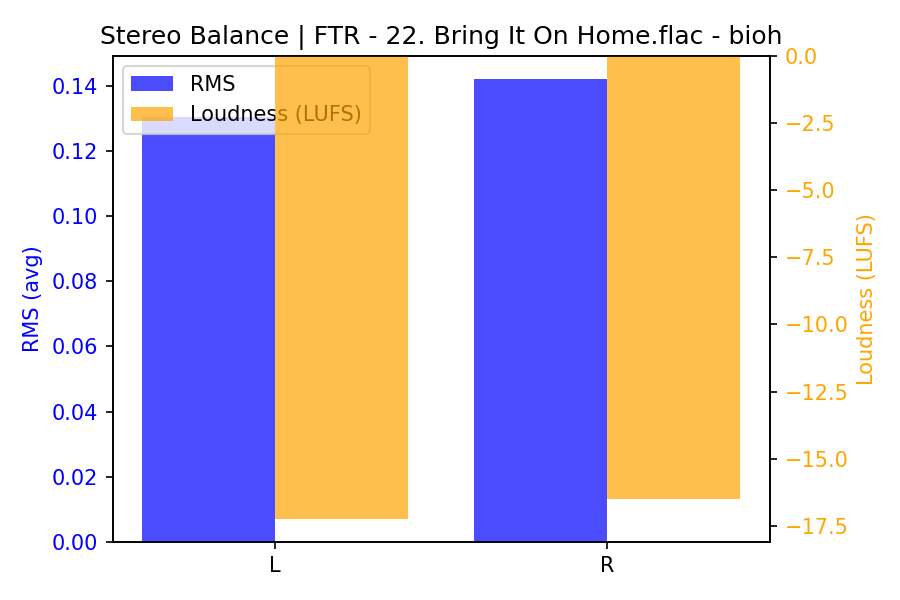 Stereo Balance | FTR - 22. Bring It On Home.flac - bioh
RMS
Loudness (LUFS)
RMS (avg)
0.14
0.12
0.10
0.08
0.06
0.04
0.02
0.00
L
R
0.0
−2.5
−5.0
−7.5
−10.0
−12.5
−15.0
−17.5
Loudness (LUFS)